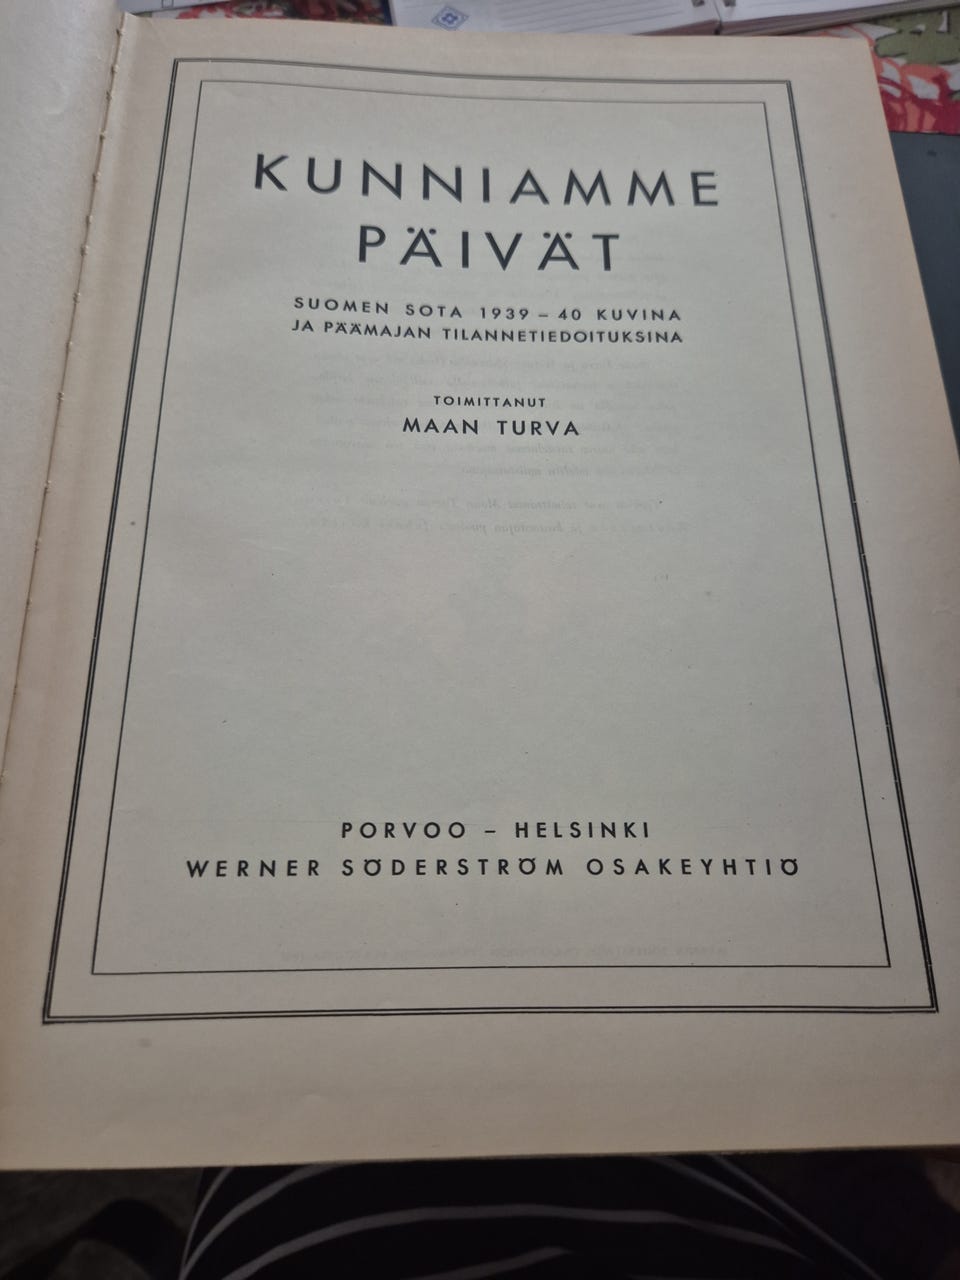 KUNNIAMME
PÄIVÄT
SUOMEN SOTA 1939 – 40 KUVINA
JA PÄÄMAJAN TILANNETIEDOITUKSINA
TOIMITTANUT
MAAN TURVA
PORVOO – HELSINKI
WERNER SÖDERSTRÖM OSAKEYHTIÖ